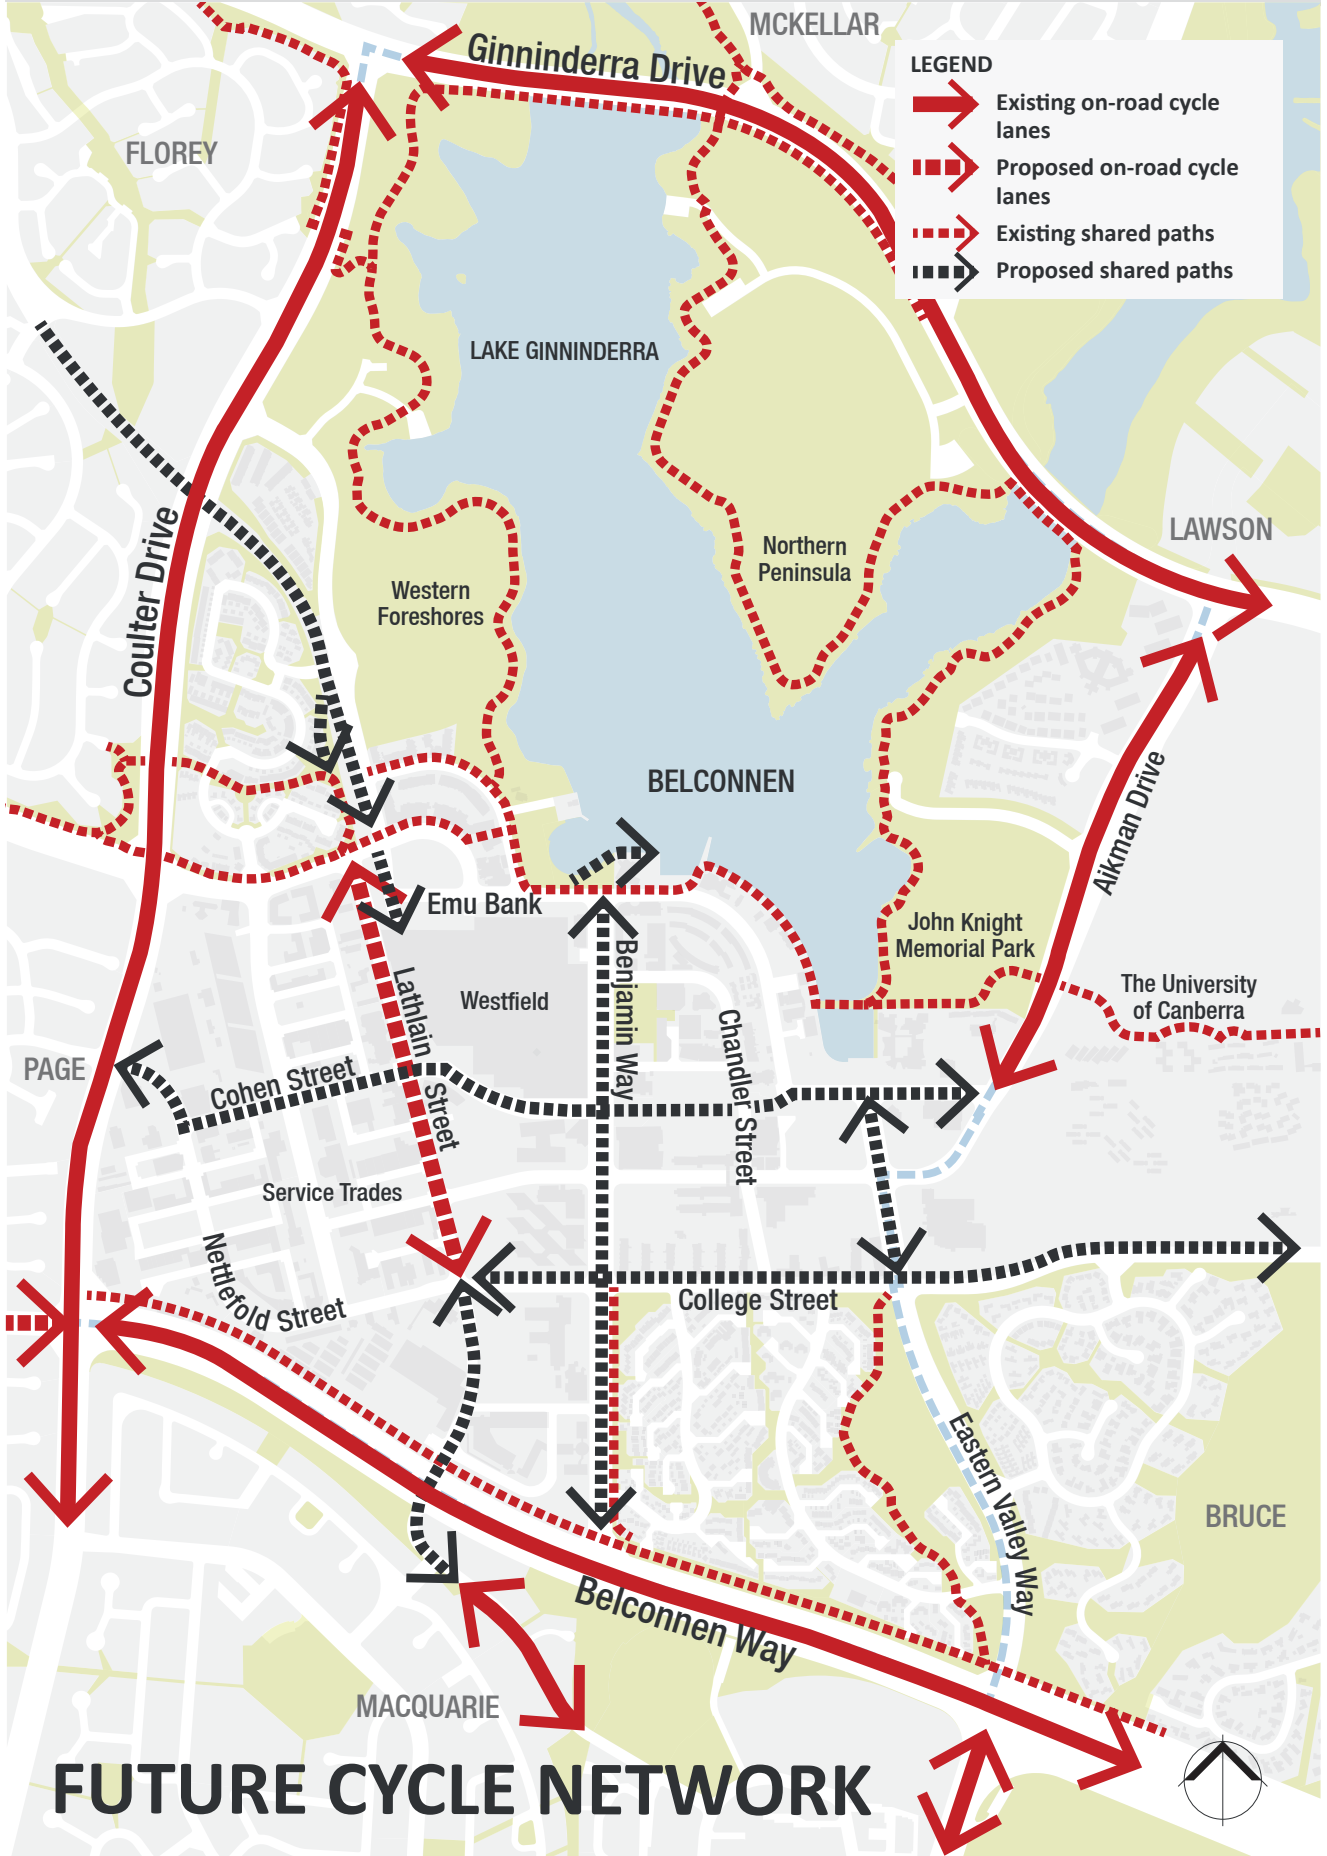 MCKELLAR
Ginninderra Drive
LEGEND
Existing on-road cycle
lanes
Proposed on-road cycle
lanes
Existing shared paths
Proposed shared paths
FLOREY
LAKE GINNINDERRA
Coulter Drive
LAWSON
Northern
Peninsula
Western
Foreshores
BELCONNEN
Aikman Drive
Emu Bank
John Knight
Memorial Park
Benjamin Way
Lathlain
Street
Westfield
The University
of Canberra
Chandler Street
PAGE
Cohen Street
Service Trades
Nettlefold Street
College Street
Eastern Valley Way
BRUCE
Belconnen Way
MACQUARIE
FUTURE CYCLE NETWORK